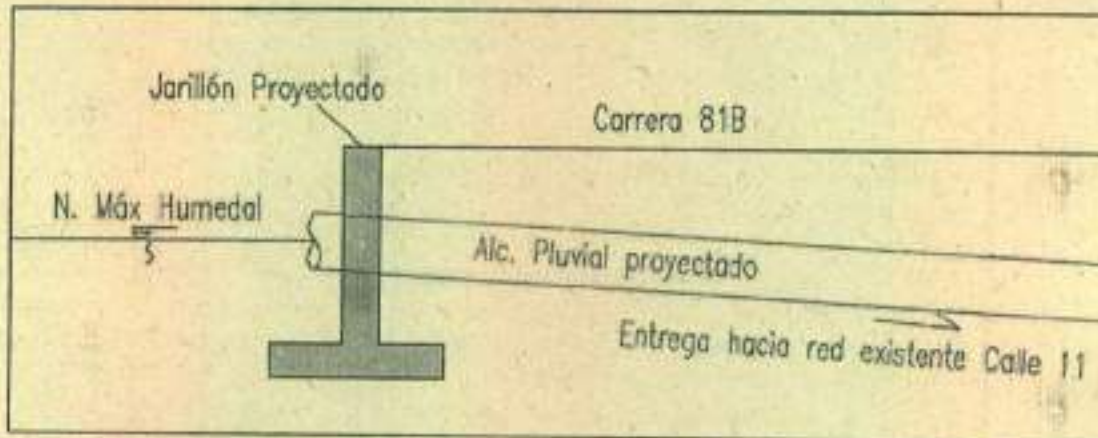 Jarillón Proyectado
Carrera 81B
N. Máx Humedal
Alc. Pluvial proyectado
Entrega hacia red existente Calle 11